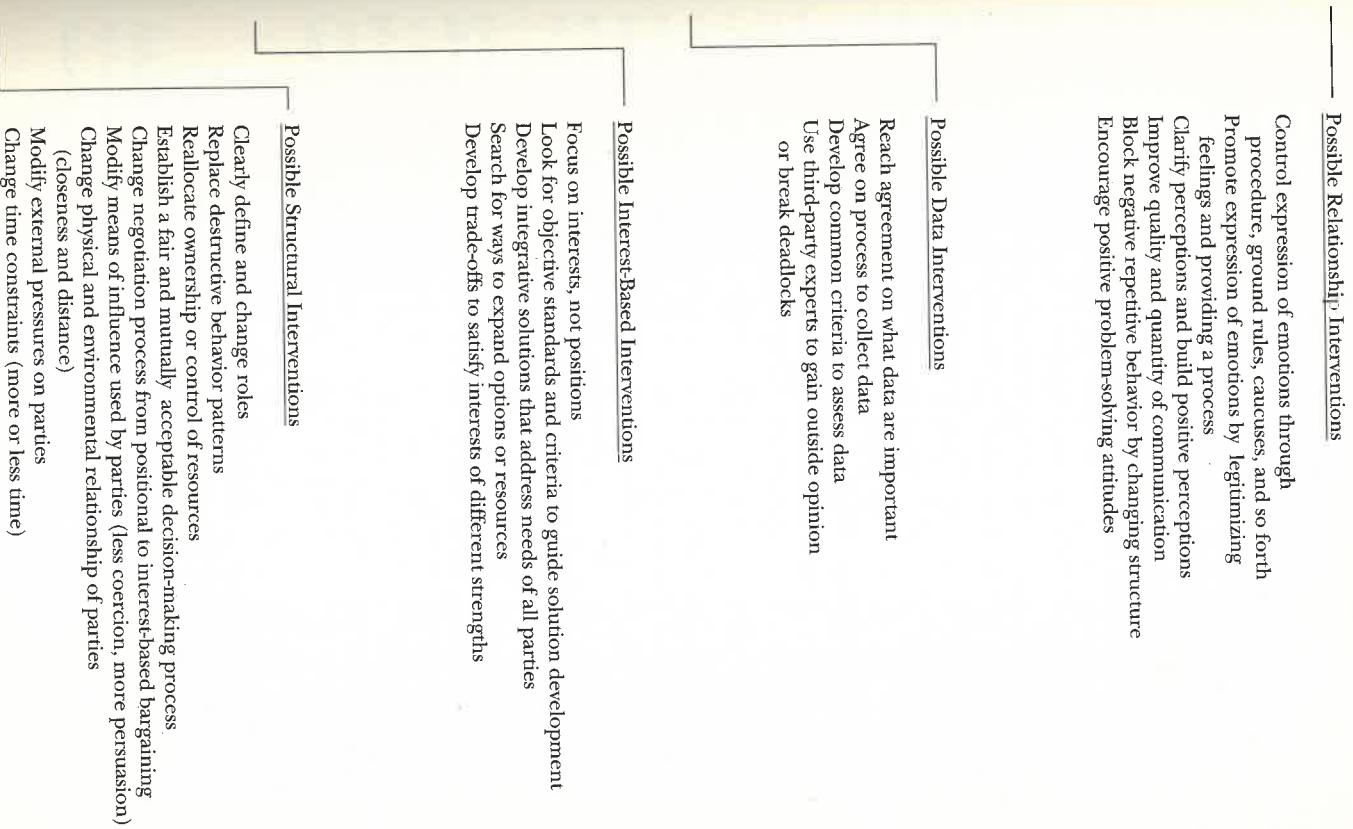 Possible Relationship Interventions
Control expression of emotions through
procedure, ground rules, caucuses, and so forth
Promote expression of emotions by legitimizing
feelings and providing a process
Clarify perceptions and build positive perceptions
Improve quality and quantity of communication
Block negative repetitive behavior by changing structure
Encourage positive problem-solving attitudes
Possible Data Interventions
Reach agreement on what data are important
Agree on process to collect data
Develop common criteria to assess data
Use third-party experts to gain outside opinion
or break deadlocks
Possible Interest-Based Interventions
Focus on interests, not positions
Look for objective standards and criteria to guide solution development
Develop integrative solutions that address needs of all parties
Search for ways to expand options or resources
Develop trade-offs to satisfy interests of different strengths
Possible Structural Interventions
Clearly define and change roles
Replace destructive behavior patterns
Reallocate ownership or control of resources
Establish a fair and mutually acceptable decision-making process
Change negotiation process from positional to interest-based bargaining
Modify means of influence used by parties (less coercion, more persuasion)
Change physical and environmental relationship of parties
(closeness and distance)
Modify external pressures on parties
Change time constraints (more or less time)